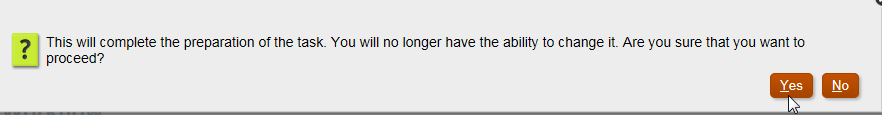 ?
This will complete the preparation of the task. You will no longer have the ability to change it. Are you sure that you want to
proceed?
Yes No